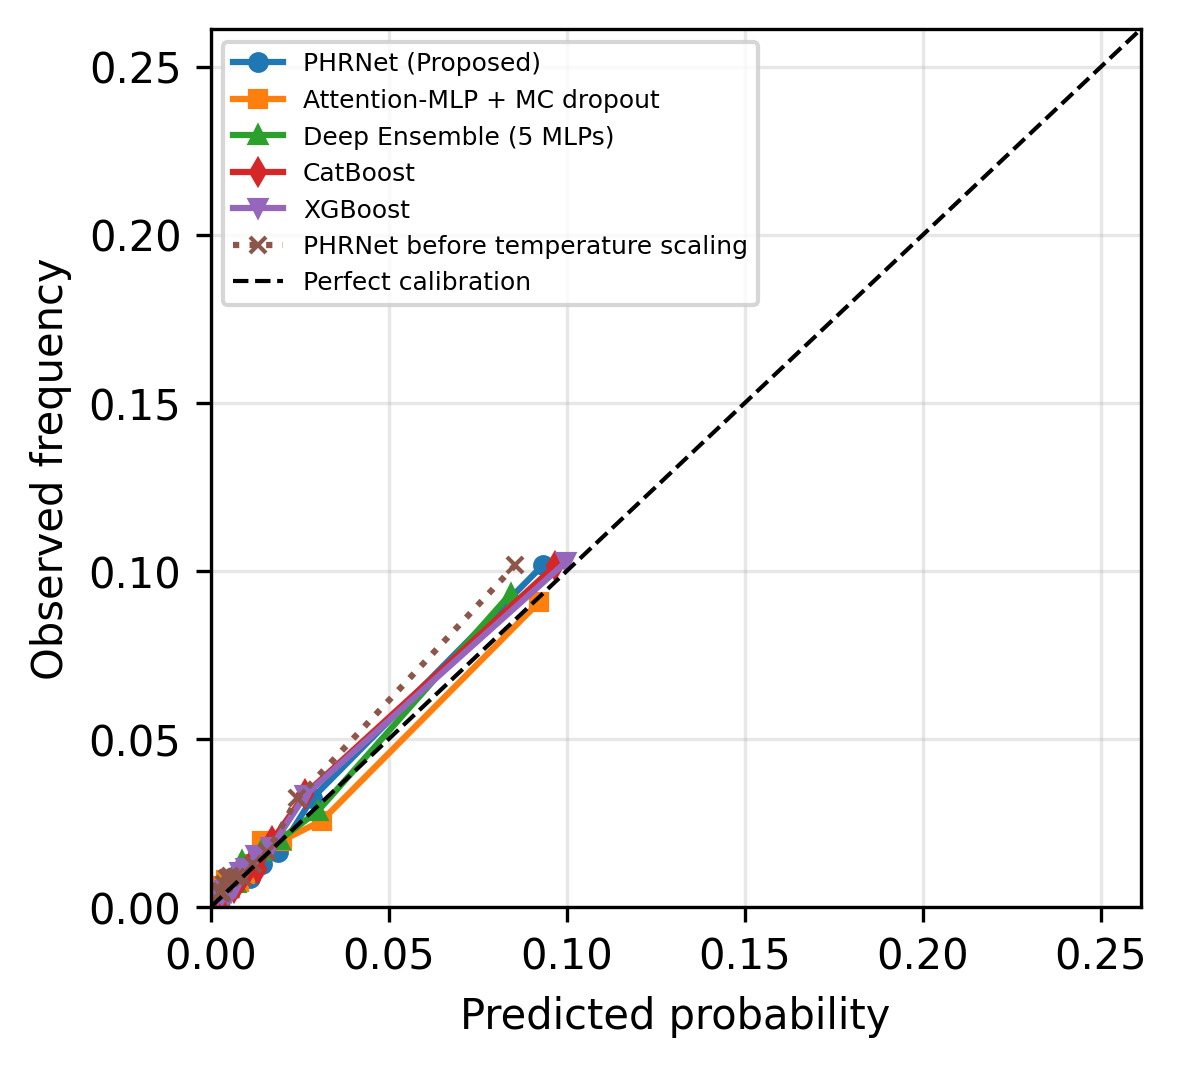 PHRNet (Proposed)
Attention-MLP + MC dropout
Deep Ensemble (5 MLPs)
CatBoost
XGBoost
PHRNet before temperature scaling
Perfect calibration
0.25
0.20
0.15
0.10
0.05
0.00
Observed frequency
0.00 0.05 0.10 0.15 0.20 0.25
Predicted probability